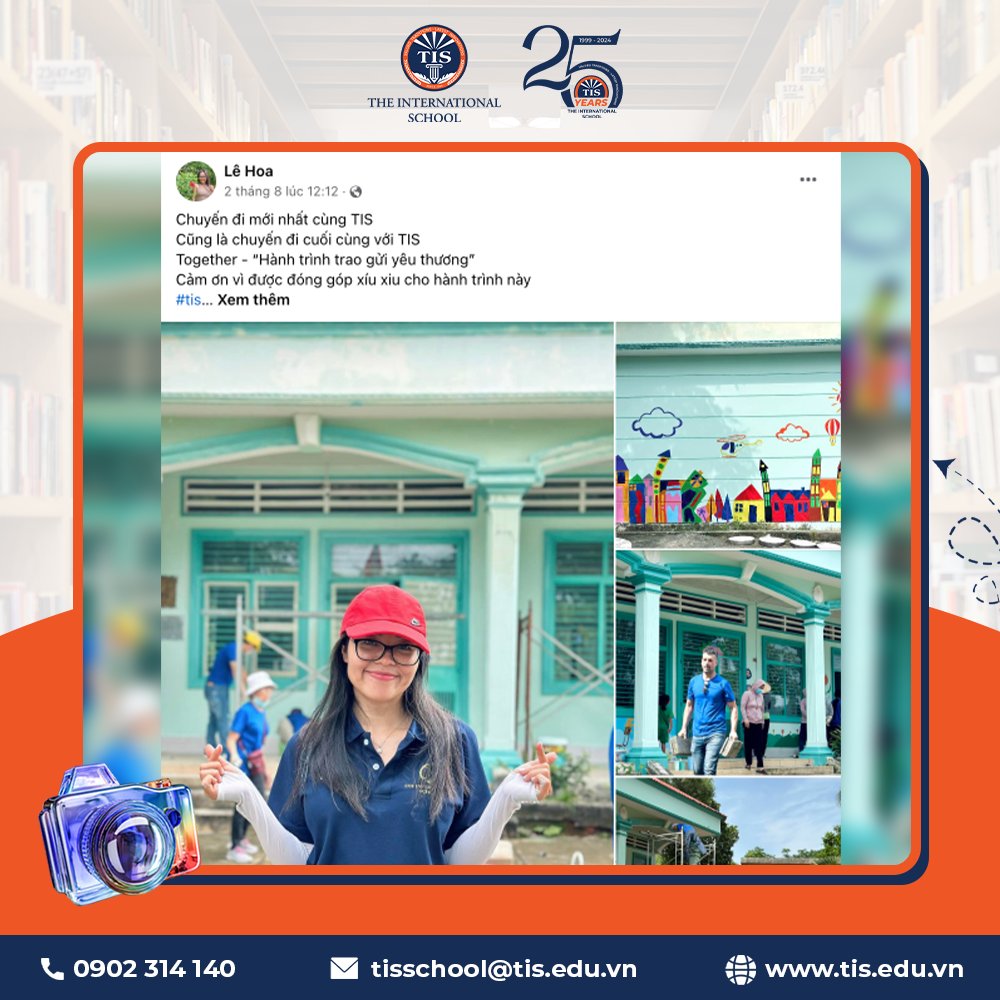 TIS
THE INTERNATIONAL
SCHOOL
25
1999 - 2024
TIS
YEARS
THE INTERNATIONAL
SCHOOL
Lê Hoa
2 tháng 8 lúc 12:12 ·
Chuyến đi mới nhất cùng TIS
Cũng là chuyến đi cuối cùng với TIS
Together - “Hành trình trao gửi yêu thương”
Cảm ơn vì được đóng góp xíu xiu cho hành trình này
#tis... Xem thêm
0902 314 140
tisschool@tis.edu.vn
www.tis.edu.vn